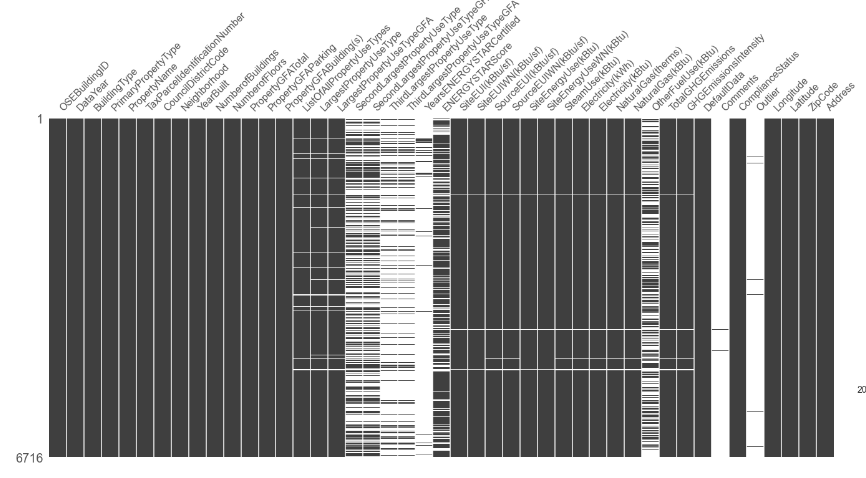 OSEBuildingID
DataYear
BuildingType
PrimaryPropertyType
PropertyName
TaxParcelIdentificationNumber
CouncilDistrictCode
Neighborhood
YearBuilt
NumberofBuildings
NumberofFloors
PropertyGFATotal
PropertyGFAParking
PropertyGFABuilding(s)
ListOfAllPropertyUseTypes
LargestPropertyUseType
LargestPropertyUseTypeGFA
SecondLargestPropertyUseType
SecondLargestPropertyUseTypeGF
ThirdLargestPropertyUseType
ThirdLargestPropertyUseTypeGFA
YearsENERGYSTARCertified
ENERGYSTARScore
SiteEUI(kBtu/sf)
SiteEUIWN(kBtu/sf)
SourceEUI(kBtu/sf)
SourceEUIWN(kBtu/sf)
SiteEnergyUse(kBtu)
SiteEnergyUseWN(kBtu)
SteamUse(kBtu)
Electricity(kWh)
Electricity(kBtu)
NaturalGas(therms)
NaturalGas(kBtu)
OtherFuelUse(kBtu)
TotalGHGEmissions
GHGEmissionsIntensity
DefaultData
Comments
ComplianceStatus
Outlier
Longitude
Latitude
ZipCode
Address
1
20
6716